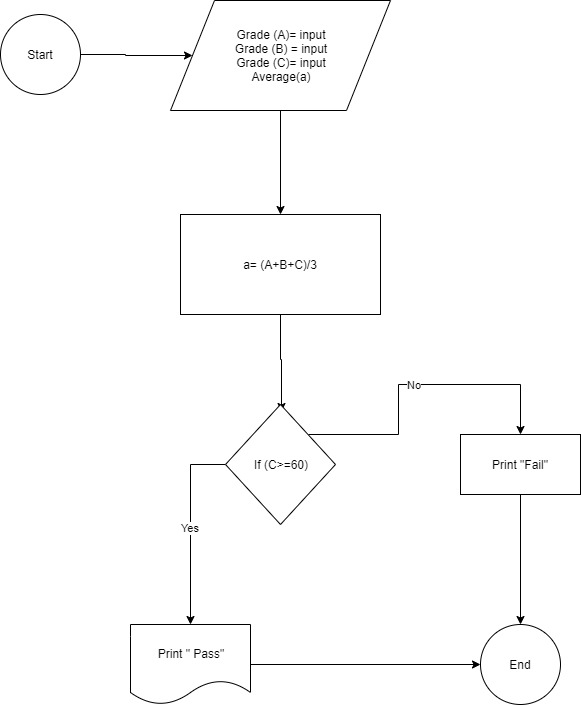 Start
Grade (A)= input
Grade (B) = input
Grade (C)= input
Average(a)
a= (A+B+C)/3
No
If (C>=60)
Print "Fail"
Yes
Print " Pass"
End